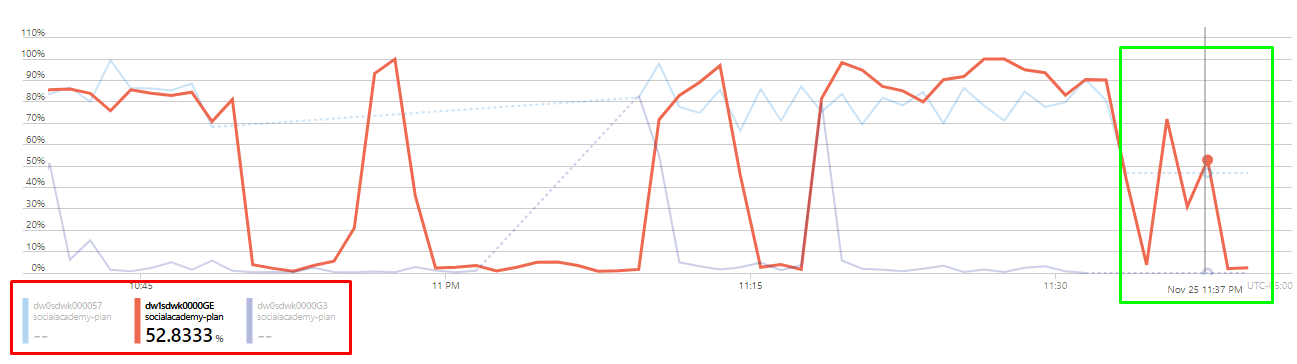 110%
100%
90%
80%
70%
60%
50%
40%
30%
20%
10%
0%
10:45
11 PM
11:15
11:30
Nov 25 11:37 PM
UTC-05:00
dw0sdwk000057
socialacademy-plan
--
dw1sdwk0000GE
socialacademy-plan
52.8333 %
dw0sdwk0000G3
socialacademy-plan
--